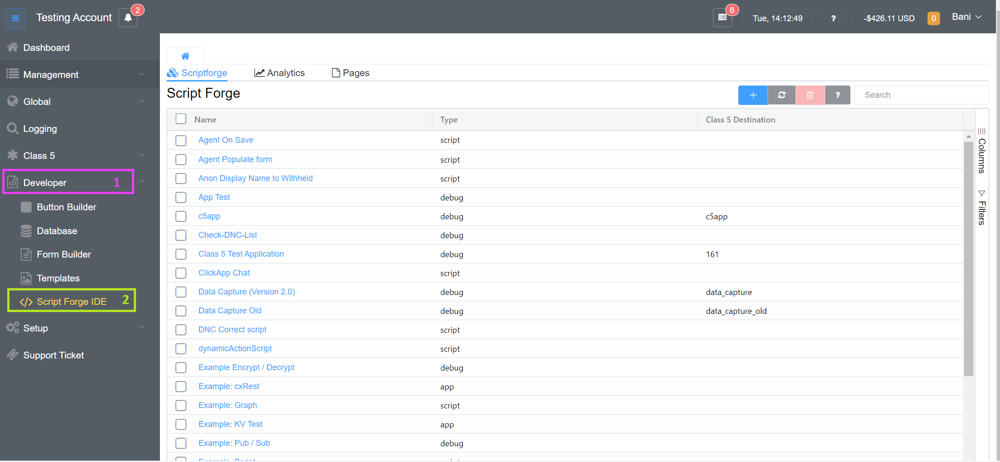 Testing Account 2
6 Tue, 14:12:49 ? -$426.11 USD 0 Bani
Dashboard
Management
Global
Logging
Class 5
Developer 1
Button Builder
Database
Form Builder
Templates
Script Forge IDE 2
Setup
Support Ticket
Scriptforge Analytics Pages
Script Forge
+ ? Search
Name Type Class 5 Destination
Agent On Save script
Agent Populate form script
Anon Display Name to Withheld script
App Test debug
c5app debug c5app
Check-DNC-List debug
Class 5 Test Application debug 161
ClickApp Chat script
Data Capture (Version 2.0) debug data_capture
Data Capture Old debug data_capture_old
DNC Correct script script
dynamicActionScript script
Example Encrypt / Decrypt debug
Example: cxRest app
Example: Graph script
Example: KV Test app
Example: Pub / Sub debug
Columns
Filters